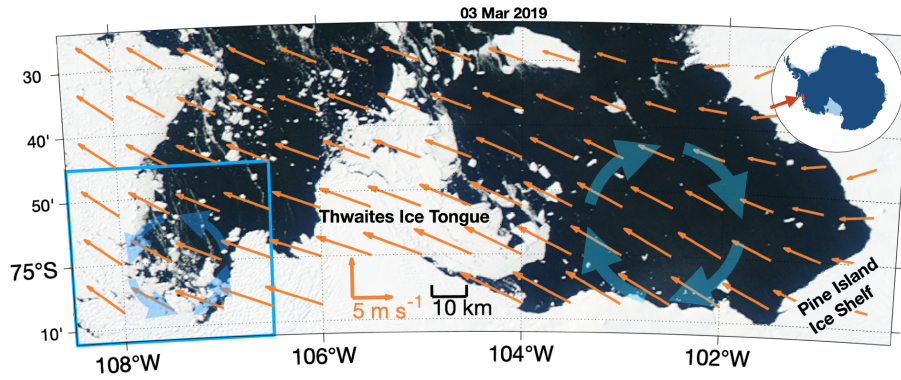 03 Mar 2019
30
40'
50'
75°S
10'
Thwaites Ice Tongue
5 m s⁻¹
10 km
Pine Island
Ice Shelf
108°W
106°W
104°W
102°W